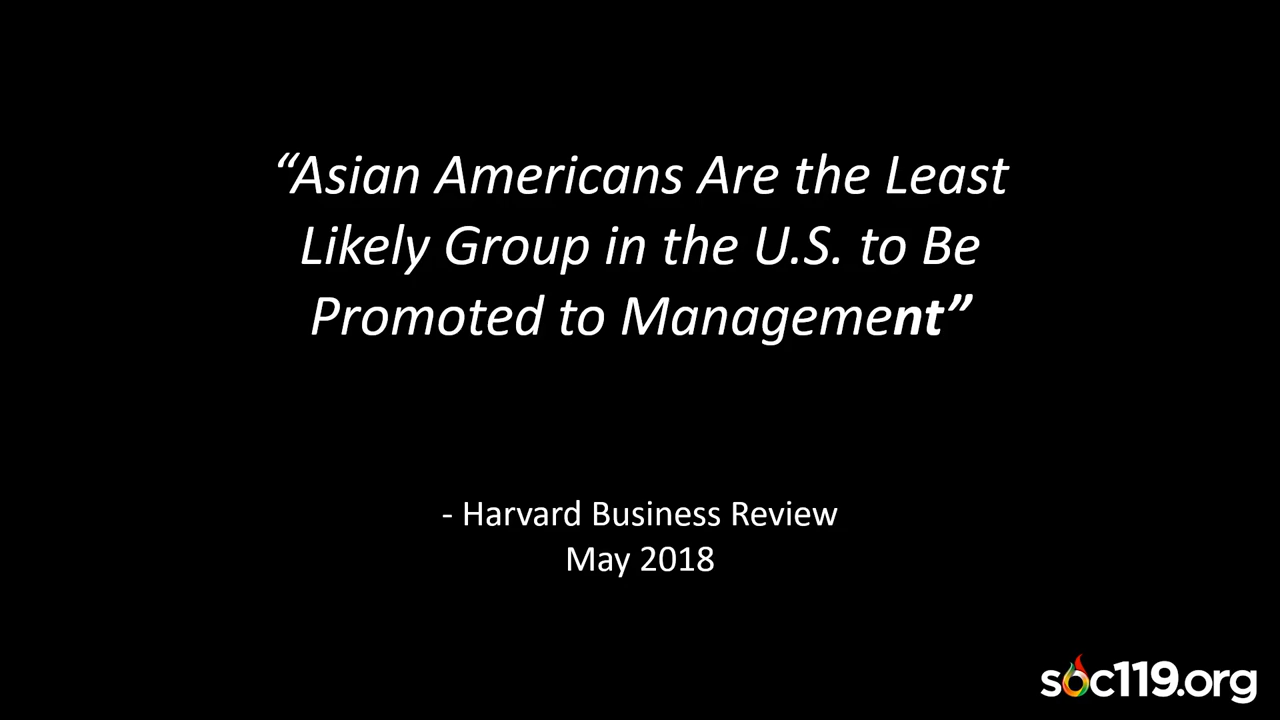 “Asian Americans Are the Least
Likely Group in the U.S. to Be
Promoted to Management”
- Harvard Business Review
May 2018
soc119.org